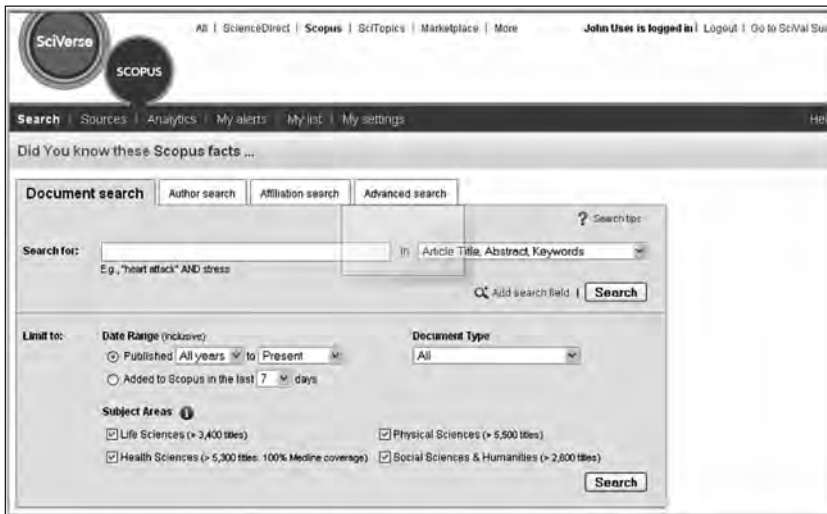 SciVerse
SCOPUS
All | ScienceDirect | Scopus | SciTopics | Marketplace | More
John User is logged in | Logout | Go to SciVal Sui
Search | Sources | Analytics | My alerts | My list | My settings
Hel
Did You know these Scopus facts ...
Document search Author search Affiliation search Advanced search
? Search tips
Search for: in Article Title, Abstract, Keywords
E.g., "heart attack" AND stress
Add search field | Search
Limit to: Date Range (inclusive) Document Type
Published All years to Present All
Added to Scopus in the last 7 days
Subject Areas
Life Sciences (> 3,400 titles) Physical Sciences (> 5,500 titles)
Health Sciences (> 5,300 titles. 100% Medline coverage) Social Sciences & Humanities (> 2,800 titles)
Search